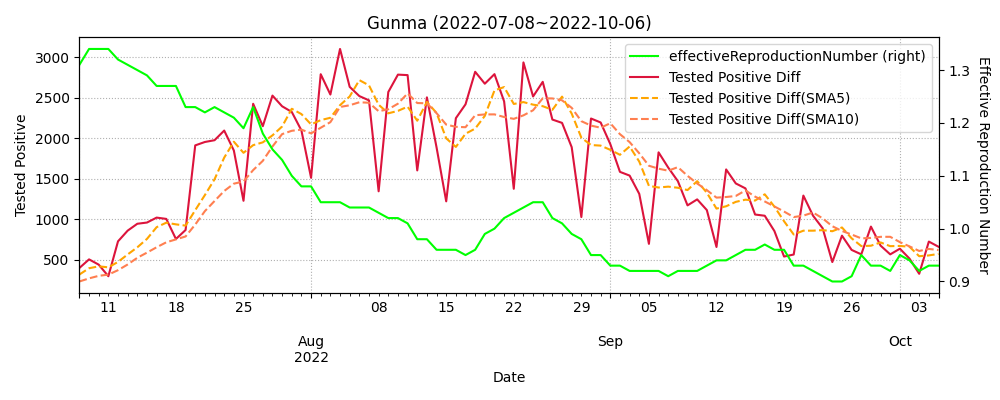 Gunma (2022-07-08~2022-10-06)
effectiveReproductionNumber (right)
Tested Positive Diff
Tested Positive Diff(SMA5)
Tested Positive Diff(SMA10)
Tested Positive
3000
2500
2000
1500
1000
500
1.3
1.2
1.1
1.0
0.9
Effective Reproduction Number
11 18 25 08 15 22 29 05 12 19 26 03
Aug Sep Oct
2022
Date